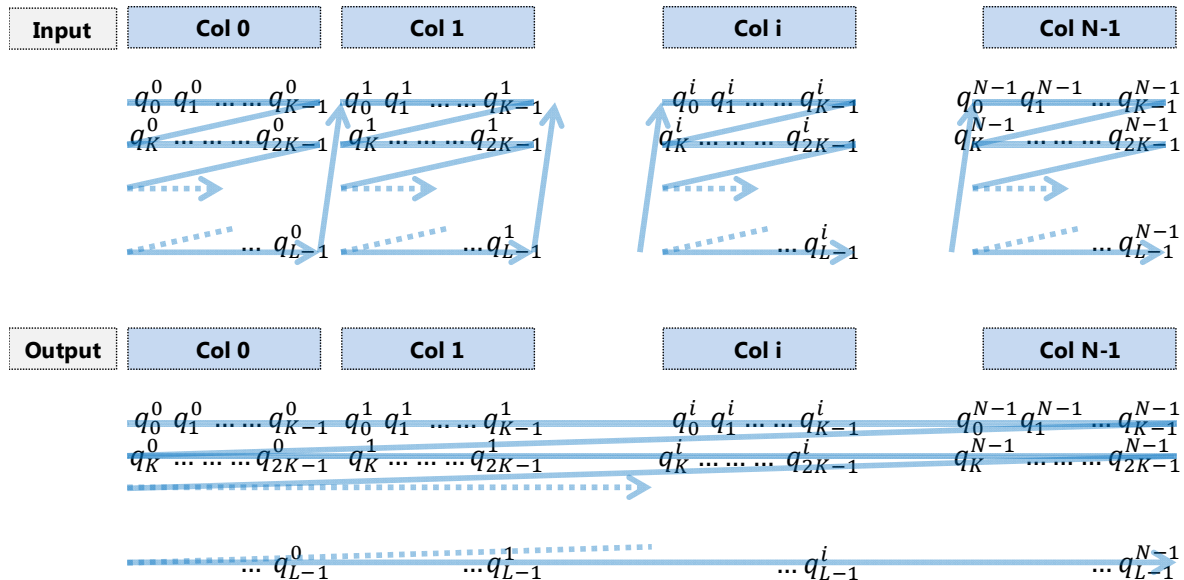 Input Col 0 Col 1 Col i Col N-1
q_0^0 q_1^0 ... ... q_{K-1}^0 q_0^1 q_1^1 ... ... q_{K-1}^1 q_0^i q_1^i ... ... q_{K-1}^i q_0^{N-1} q_1^{N-1} ... ... q_{K-1}^{N-1}
q_K^0 ... ... ... q_{2K-1}^0 q_K^1 ... ... ... q_{2K-1}^1 q_K^i ... ... ... q_{2K-1}^i q_K^{N-1} ... ... ... q_{2K-1}^{N-1}
... q_{L-1}^0 ... q_{L-1}^1 ... q_{L-1}^i ... q_{L-1}^{N-1}
Output Col 0 Col 1 Col i Col N-1
q_0^0 q_1^0 ... ... q_{K-1}^0 q_0^1 q_1^1 ... ... q_{K-1}^1 q_0^i q_1^i ... ... q_{K-1}^i q_0^{N-1} q_1^{N-1} ... ... q_{K-1}^{N-1}
q_K^0 ... ... ... q_{2K-1}^0 q_K^1 ... ... ... q_{2K-1}^1 q_K^i ... ... ... q_{2K-1}^i q_K^{N-1} ... ... ... q_{2K-1}^{N-1}
... q_{L-1}^0 ... q_{L-1}^1 ... q_{L-1}^i ... q_{L-1}^{N-1}